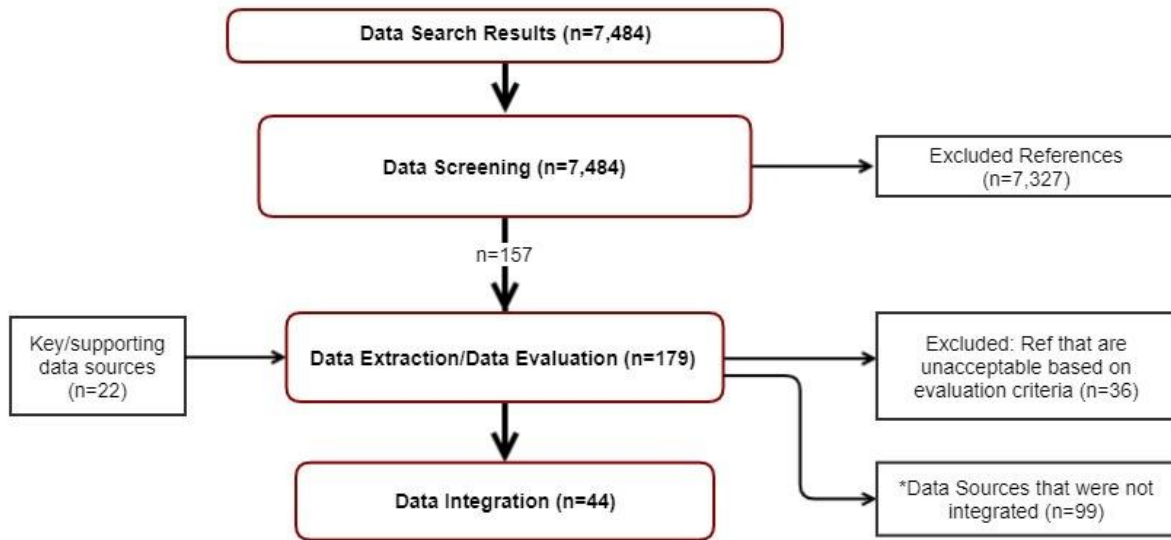 Data Search Results (n=7,484)
Data Screening (n=7,484)
Excluded References
(n=7,327)
n=157
Key/supporting
data sources
(n=22)
Data Extraction/Data Evaluation (n=179)
Excluded: Ref that are
unacceptable based on
evaluation criteria (n=36)
Data Integration (n=44)
*Data Sources that were not
integrated (n=99)